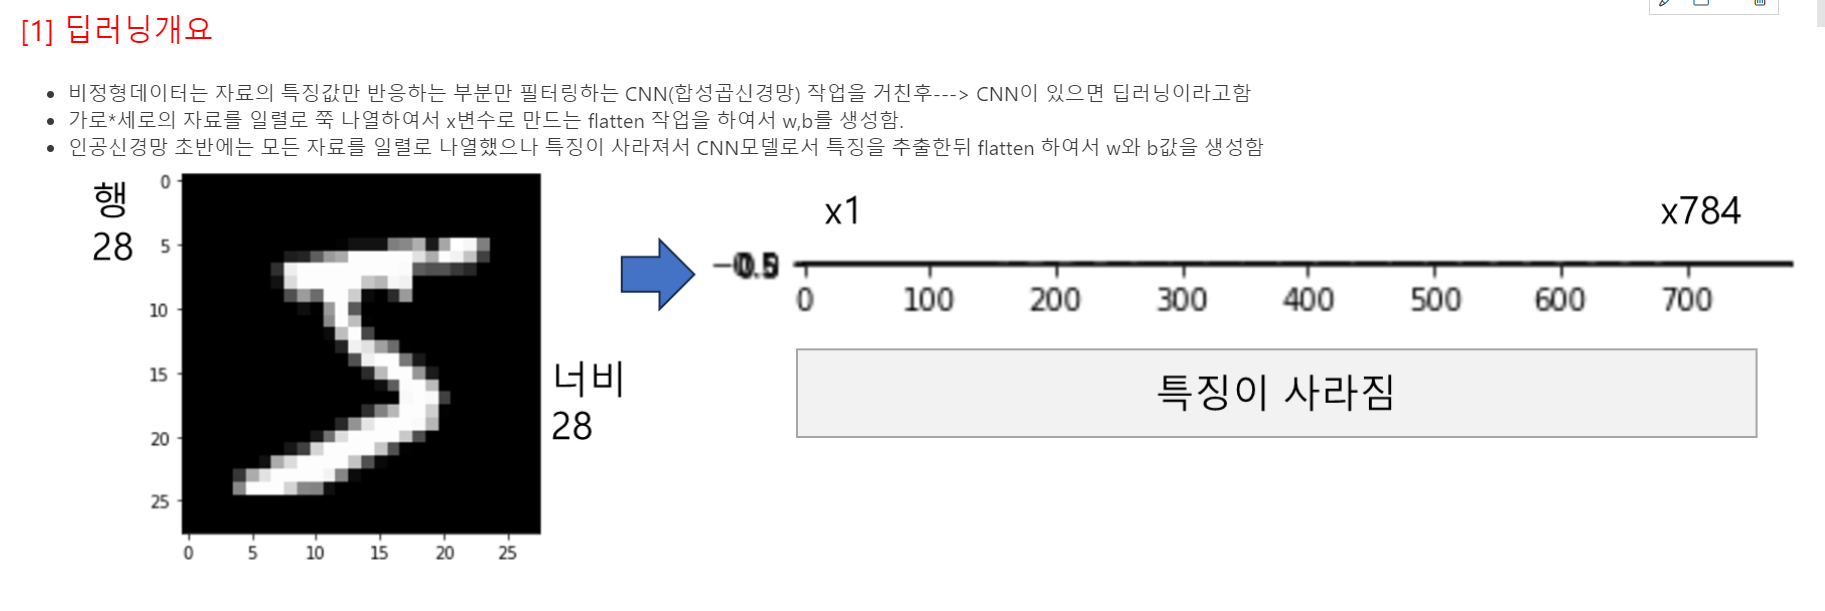 [1] 딥러닝개요
비정형데이터는 자료의 특징값만 반응하는 부분만 필터링하는 CNN(합성곱신경망) 작업을 거친후---> CNN이 있으면 딥러닝이라고함
가로*세로의 자료를 일렬로 쭉 나열하여서 x변수로 만드는 flatten 작업을 하여서 w,b를 생성함.
인공신경망 초반에는 모든 자료를 일렬로 나열했으나 특징이 사라져서 CNN모델로서 특징을 추출한뒤 flatten 하여서 w와 b값을 생성함
행
28
0
5
10
15
20
25
0 5 10 15 20 25
너비
28
x1 x784
0 100 200 300 400 500 600 700
특징이 사라짐